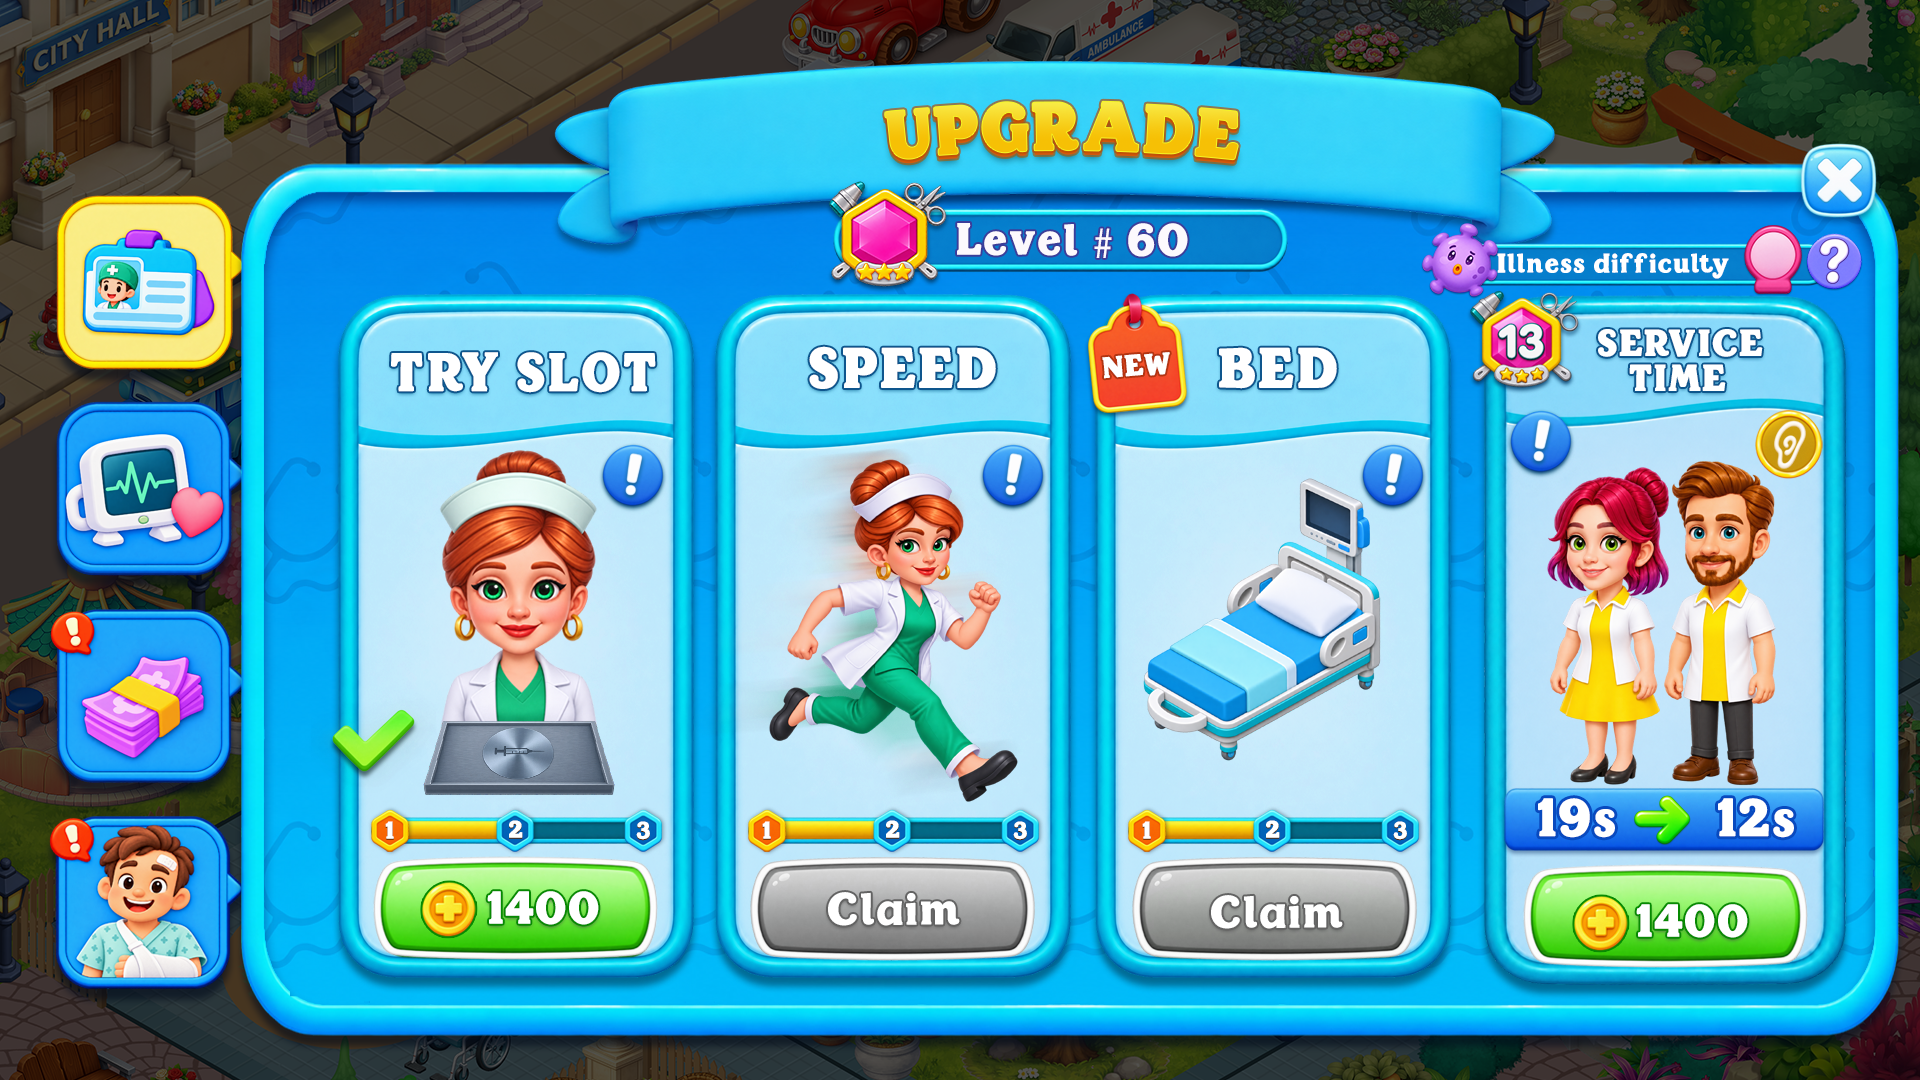 CITY HALL
AMBULANCE
UPGRADE
Level # 60
Illness difficulty
?
TRY SLOT
!
1 2 3
1400
SPEED
!
1 2 3
Claim
NEW
BED
!
1 2 3
Claim
13
SERVICE
TIME
!
19s 12s
1400
!
!